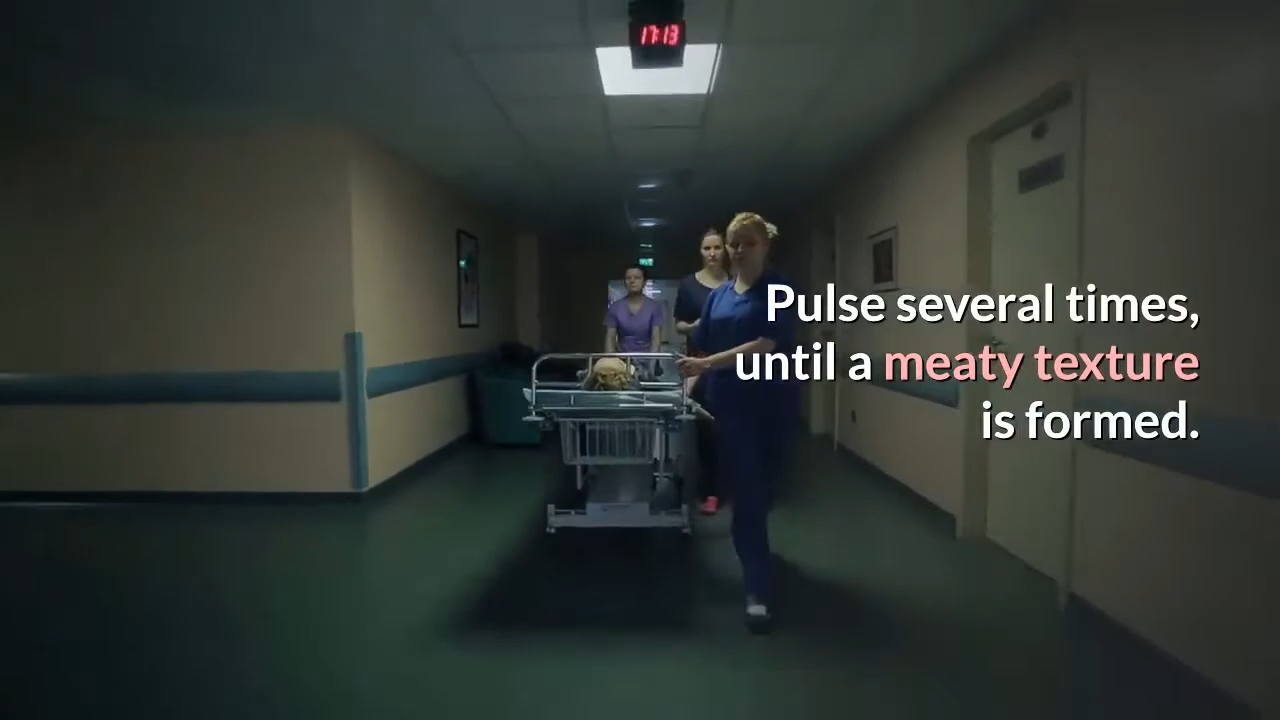 17:13
Pulse several times,
until a meaty texture
is formed.